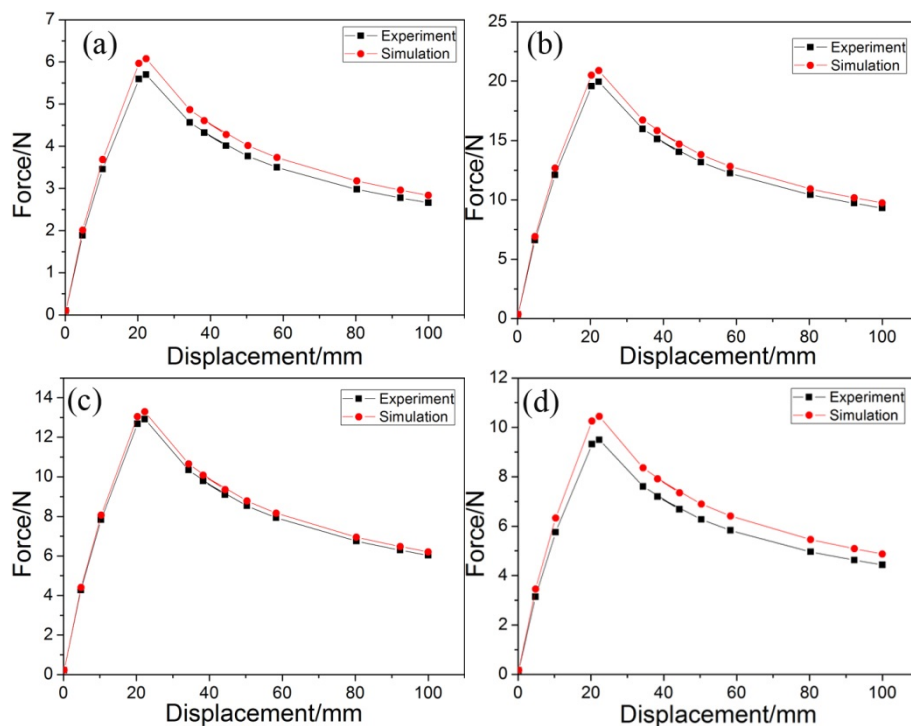 (a)
Experiment
Simulation
Force/N
7
6
5
4
3
2
1
0
0 20 40 60 80 100
Displacement/mm
(b)
Experiment
Simulation
Force/N
25
20
15
10
5
0
0 20 40 60 80 100
Displacement/mm
(c)
Experiment
Simulation
Force/N
14
12
10
8
6
4
2
0
0 20 40 60 80 100
Displacement/mm
(d)
Experiment
Simulation
Force/N
12
10
8
6
4
2
0
0 20 40 60 80 100
Displacement/mm